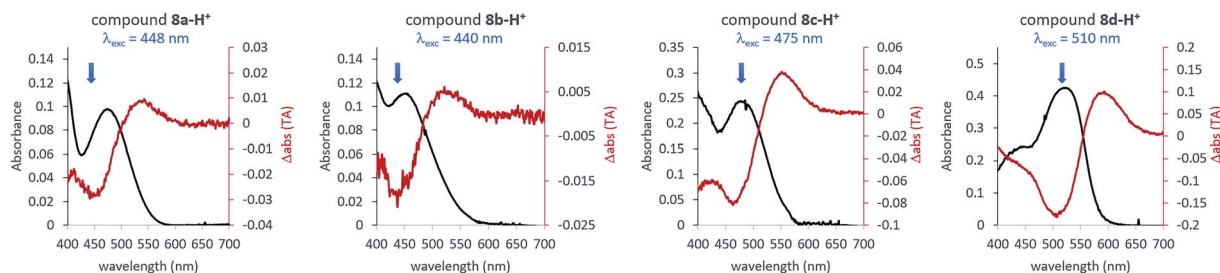 compound 8a-H⁺
λexc = 448 nm
0.14
0.12
0.1
0.08
0.06
0.04
0.02
0
Absorbance
0.03
0.02
0.01
0
-0.01
-0.02
-0.03
-0.04
Δabs (TA)
400 450 500 550 600 650 700
wavelength (nm)
compound 8b-H⁺
λexc = 440 nm
0.14
0.12
0.1
0.08
0.06
0.04
0.02
0
Absorbance
0.015
0.005
-0.005
-0.015
-0.025
Δabs (TA)
400 450 500 550 600 650 700
wavelength (nm)
compound 8c-H⁺
λexc = 475 nm
0.35
0.3
0.25
0.2
0.15
0.1
0.05
0
Absorbance
0.06
0.04
0.02
0
-0.02
-0.04
-0.06
-0.08
-0.1
Δabs (TA)
400 450 500 550 600 650 700
wavelength (nm)
compound 8d-H⁺
λexc = 510 nm
0.5
0.4
0.3
0.2
0.1
0
Absorbance
0.2
0.15
0.1
0.05
0
-0.05
-0.1
-0.15
-0.2
Δabs (TA)
400 450 500 550 600 650 700
wavelength (nm)